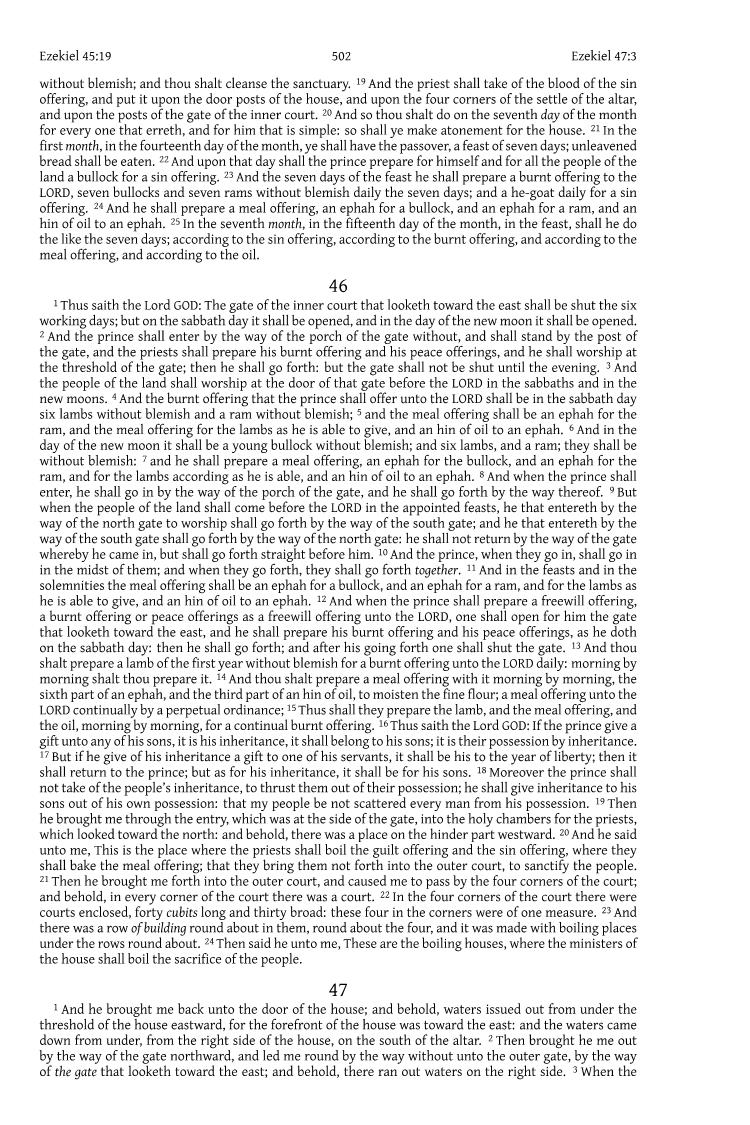 Ezekiel 45:19 502 Ezekiel 47:3
without blemish; and thou shalt cleanse the sanctuary. 19 And the priest shall take of the blood of the sin
offering, and put it upon the door posts of the house, and upon the four corners of the settle of the altar,
and upon the posts of the gate of the inner court. 20 And so thou shalt do on the seventh day of the month
for every one that erreth, and for him that is simple: so shall ye make atonement for the house. 21 In the
first month, in the fourteenth day of the month, ye shall have the passover, a feast of seven days; unleavened
bread shall be eaten. 22 And upon that day shall the prince prepare for himself and for all the people of the
land a bullock for a sin offering. 23 And the seven days of the feast he shall prepare a burnt offering to the
LORD, seven bullocks and seven rams without blemish daily the seven days; and a he-goat daily for a sin
offering. 24 And he shall prepare a meal offering, an ephah for a bullock, and an ephah for a ram, and an
hin of oil to an ephah. 25 In the seventh month, in the fifteenth day of the month, in the feast, shall he do
the like the seven days; according to the sin offering, according to the burnt offering, and according to the
meal offering, and according to the oil.
46
1 Thus saith the Lord GOD: The gate of the inner court that looketh toward the east shall be shut the six
working days; but on the sabbath day it shall be opened, and in the day of the new moon it shall be opened.
2 And the prince shall enter by the way of the porch of the gate without, and shall stand by the post of
the gate, and the priests shall prepare his burnt offering and his peace offerings, and he shall worship at
the threshold of the gate; then he shall go forth: but the gate shall not be shut until the evening. 3 And
the people of the land shall worship at the door of that gate before the LORD in the sabbaths and in the
new moons. 4 And the burnt offering that the prince shall offer unto the LORD shall be in the sabbath day
six lambs without blemish and a ram without blemish; 5 and the meal offering shall be an ephah for the
ram, and the meal offering for the lambs as he is able to give, and an hin of oil to an ephah. 6 And in the
day of the new moon it shall be a young bullock without blemish; and six lambs, and a ram; they shall be
without blemish: 7 and he shall prepare a meal offering, an ephah for the bullock, and an ephah for the
ram, and for the lambs according as he is able, and an hin of oil to an ephah. 8 And when the prince shall
enter, he shall go in by the way of the porch of the gate, and he shall go forth by the way thereof. 9 But
when the people of the land shall come before the LORD in the appointed feasts, he that entereth by the
way of the north gate to worship shall go forth by the way of the south gate; and he that entereth by the
way of the south gate shall go forth by the way of the north gate: he shall not return by the way of the gate
whereby he came in, but shall go forth straight before him. 10 And the prince, when they go in, shall go in
in the midst of them; and when they go forth, they shall go forth together. 11 And in the feasts and in the
solemnities the meal offering shall be an ephah for a bullock, and an ephah for a ram, and for the lambs as
he is able to give, and an hin of oil to an ephah. 12 And when the prince shall prepare a freewill offering,
a burnt offering or peace offerings as a freewill offering unto the LORD, one shall open for him the gate
that looketh toward the east, and he shall prepare his burnt offering and his peace offerings, as he doth
on the sabbath day: then he shall go forth; and after his going forth one shall shut the gate. 13 And thou
shalt prepare a lamb of the first year without blemish for a burnt offering unto the LORD daily: morning by
morning shalt thou prepare it. 14 And thou shalt prepare a meal offering with it morning by morning, the
sixth part of an ephah, and the third part of an hin of oil, to moisten the fine flour; a meal offering unto the
LORD continually by a perpetual ordinance; 15 Thus shall they prepare the lamb, and the meal offering, and
the oil, morning by morning, for a continual burnt offering. 16 Thus saith the Lord GOD: If the prince give a
gift unto any of his sons, it is his inheritance, it shall belong to his sons; it is their possession by inheritance.
17 But if he give of his inheritance a gift to one of his servants, it shall be his to the year of liberty; then it
shall return to the prince; but as for his inheritance, it shall be for his sons. 18 Moreover the prince shall
not take of the people's inheritance, to thrust them out of their possession; he shall give inheritance to his
sons out of his own possession: that my people be not scattered every man from his possession. 19 Then
he brought me through the entry, which was at the side of the gate, into the holy chambers for the priests,
which looked toward the north: and behold, there was a place on the hinder part westward. 20 And he said
unto me, This is the place where the priests shall boil the guilt offering and the sin offering, where they
shall bake the meal offering; that they bring them not forth into the outer court, to sanctify the people.
21 Then he brought me forth into the outer court, and caused me to pass by the four corners of the court;
and behold, in every corner of the court there was a court. 22 In the four corners of the court there were
courts enclosed, forty cubits long and thirty broad: these four in the corners were of one measure. 23 And
there was a row of building round about in them, round about the four, and it was made with boiling places
under the rows round about. 24 Then said he unto me, These are the boiling houses, where the ministers of
the house shall boil the sacrifice of the people.
47
1 And he brought me back unto the door of the house; and behold, waters issued out from under the
threshold of the house eastward, for the forefront of the house was toward the east: and the waters came
down from under, from the right side of the house, on the south of the altar. 2 Then brought he me out
by the way of the gate northward, and led me round by the way without unto the outer gate, by the way
of the gate that looketh toward the east; and behold, there ran out waters on the right side. 3 When the